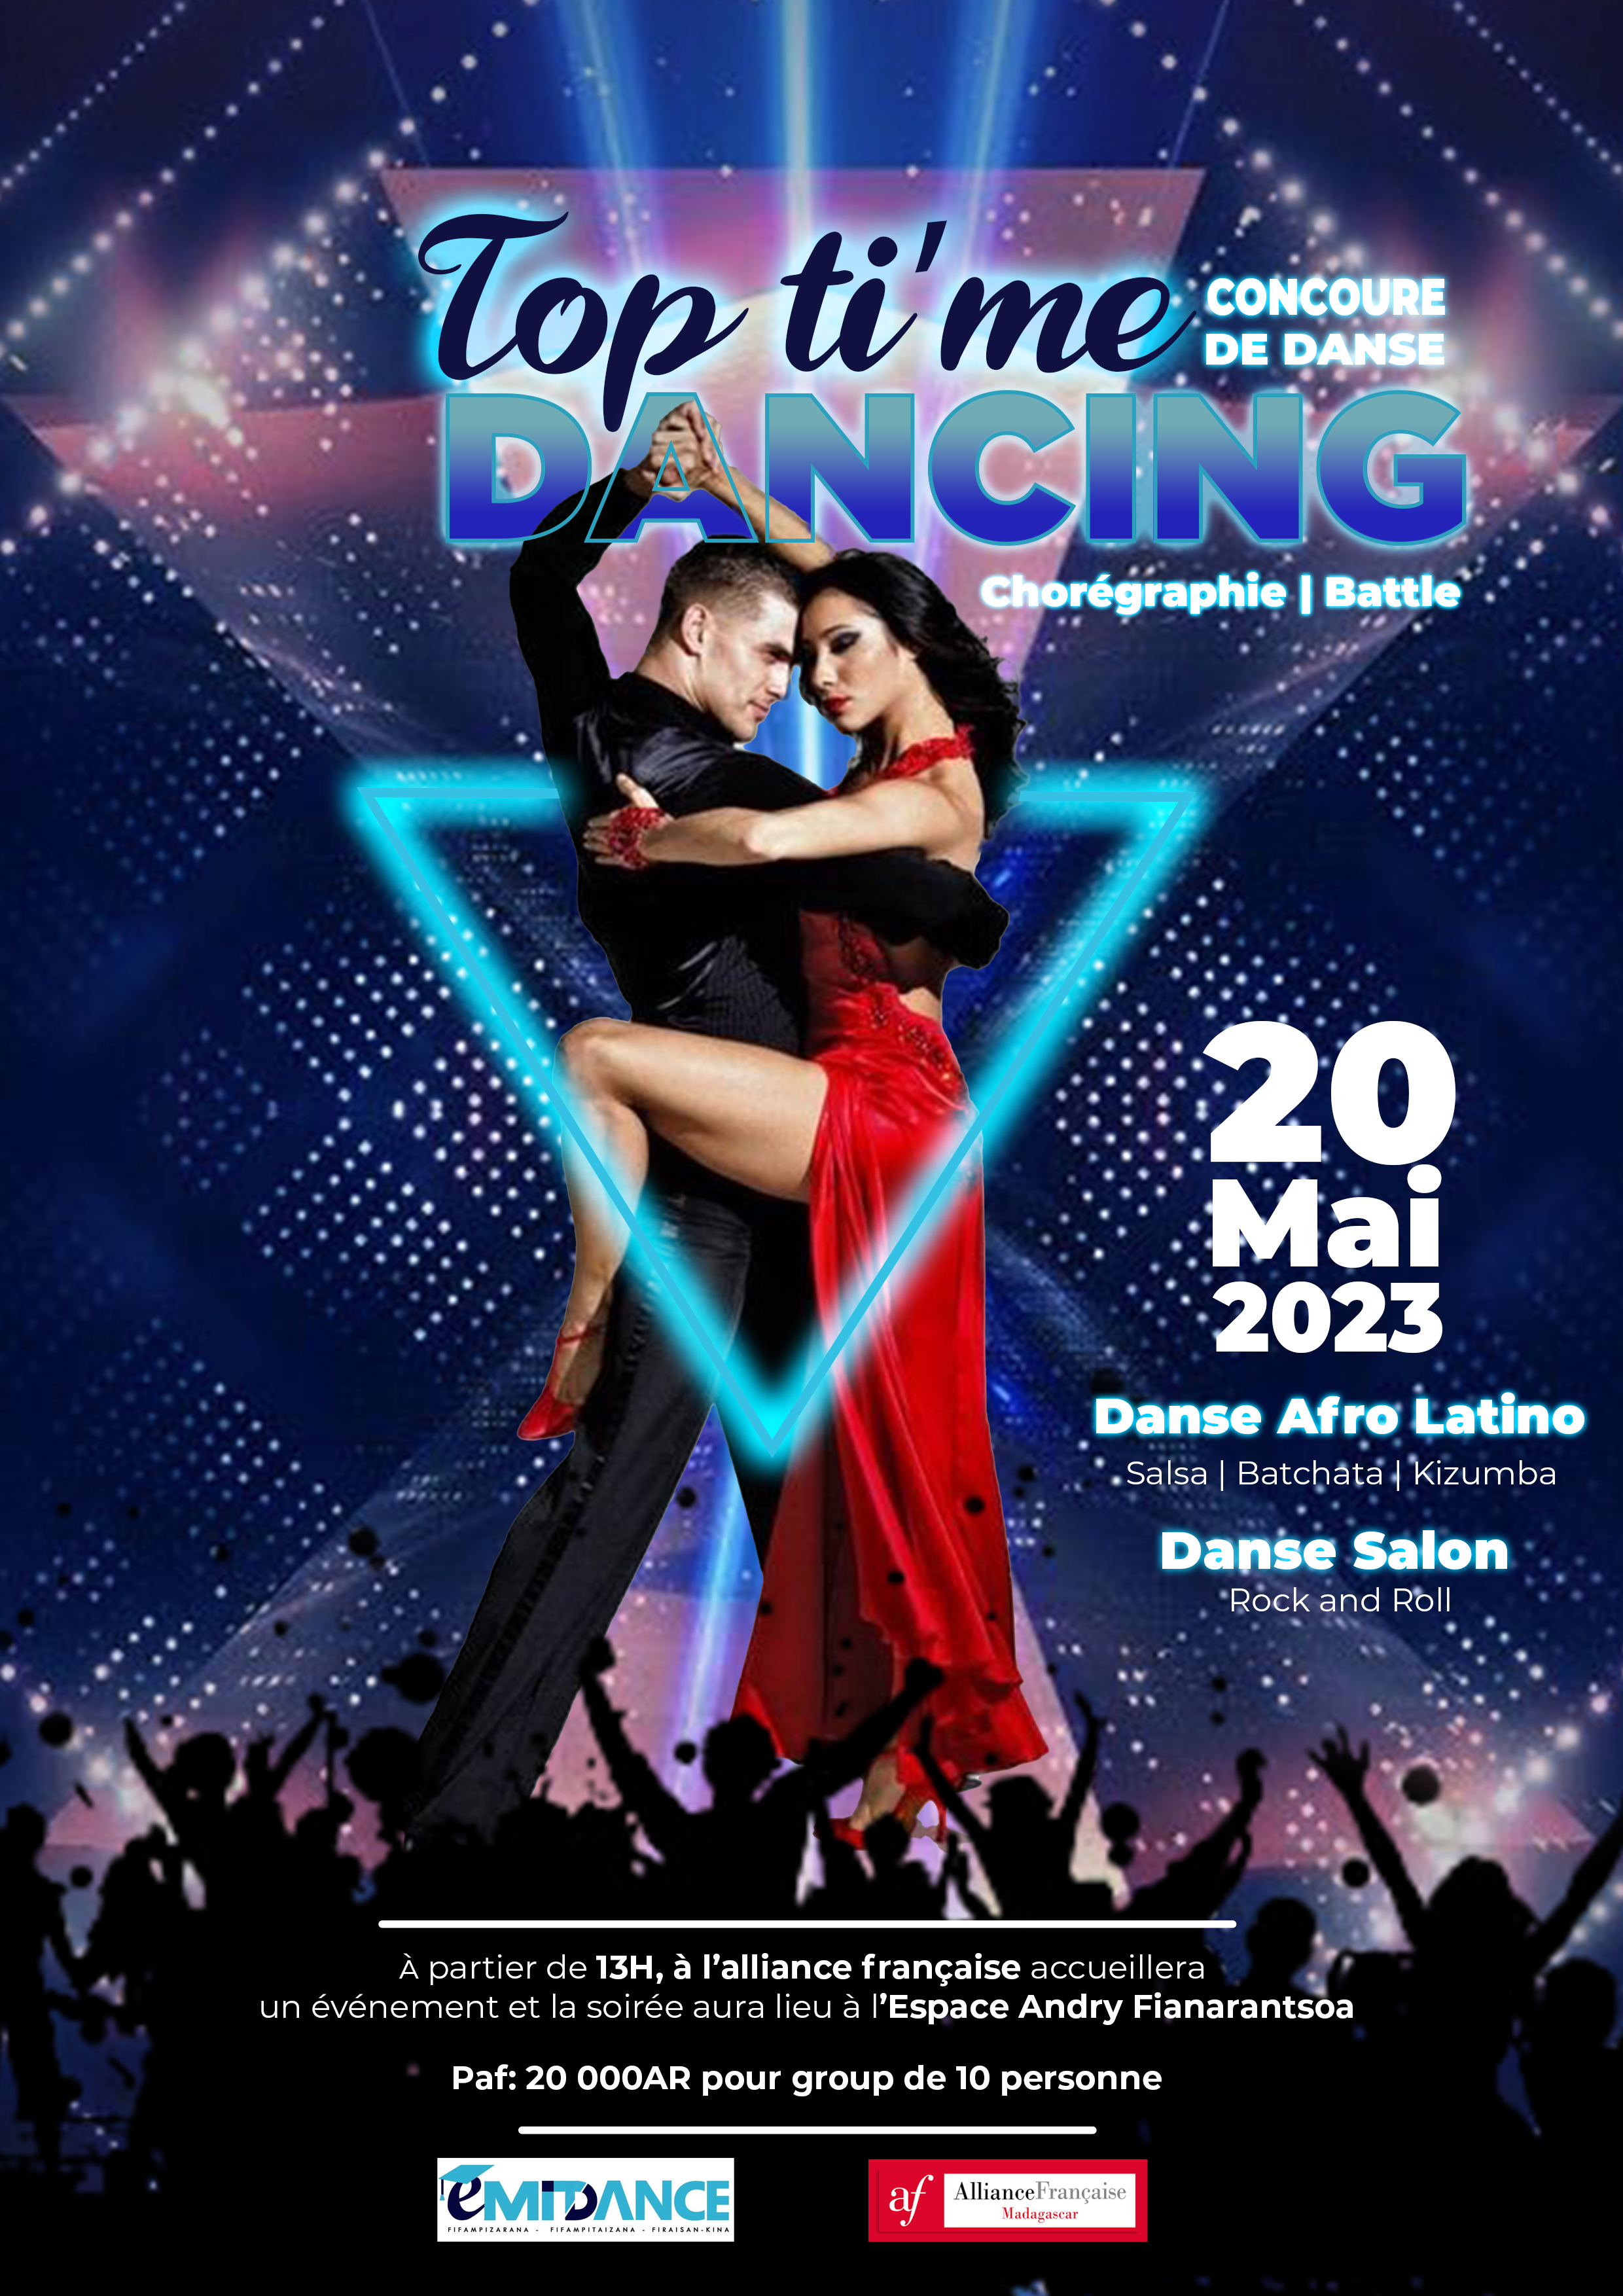 Top ti'me
CONCOURE
DE DANSE
DANCING
Chorégraphie | Battle
20
Mai
2023
Danse Afro Latino
Salsa | Batchata | Kizumba
Danse Salon
Rock and Roll
À partier de 13H, à l'alliance française accueillera
un événement et la soirée aura lieu à l'Espace Andry Fianarantsoa
Paf: 20 000AR pour group de 10 personne
eMITDANCE
FIFAMPIZARANA - FIFAMPITAIZANA - FIRAISAN-KINA
af
AllianceFrançaise
Madagascar